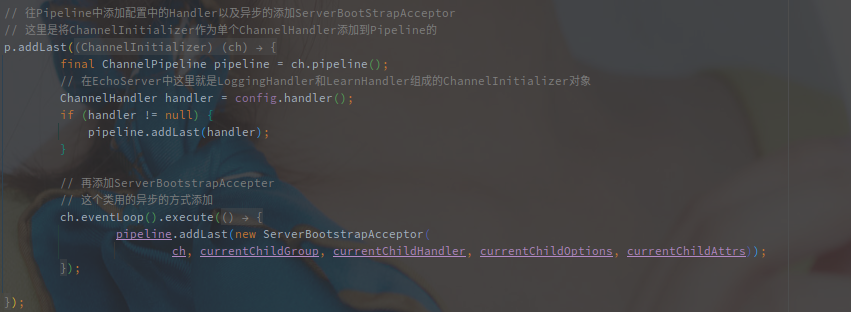 // 往Pipeline中添加配置中的Handler以及异步的添加ServerBootStrapAcceptor
// 这里是将ChannelInitializer作为单个ChannelHandler添加到Pipeline的
p.addLast((ChannelInitializer) (ch) → {
final ChannelPipeline pipeline = ch.pipeline();
// 在EchoServer中这里就是LoggingHandler和LearnHandler组成的ChannelInitializer对象
ChannelHandler handler = config.handler();
if (handler != null) {
pipeline.addLast(handler);
}
// 再添加ServerBootstrapAccepter
// 这个类用的异步的方式添加
ch.eventLoop().execute(() → {
pipeline.addLast(new ServerBootstrapAcceptor(
ch, currentChildGroup, currentChildHandler, currentChildOptions, currentChildAttrs));
});
});